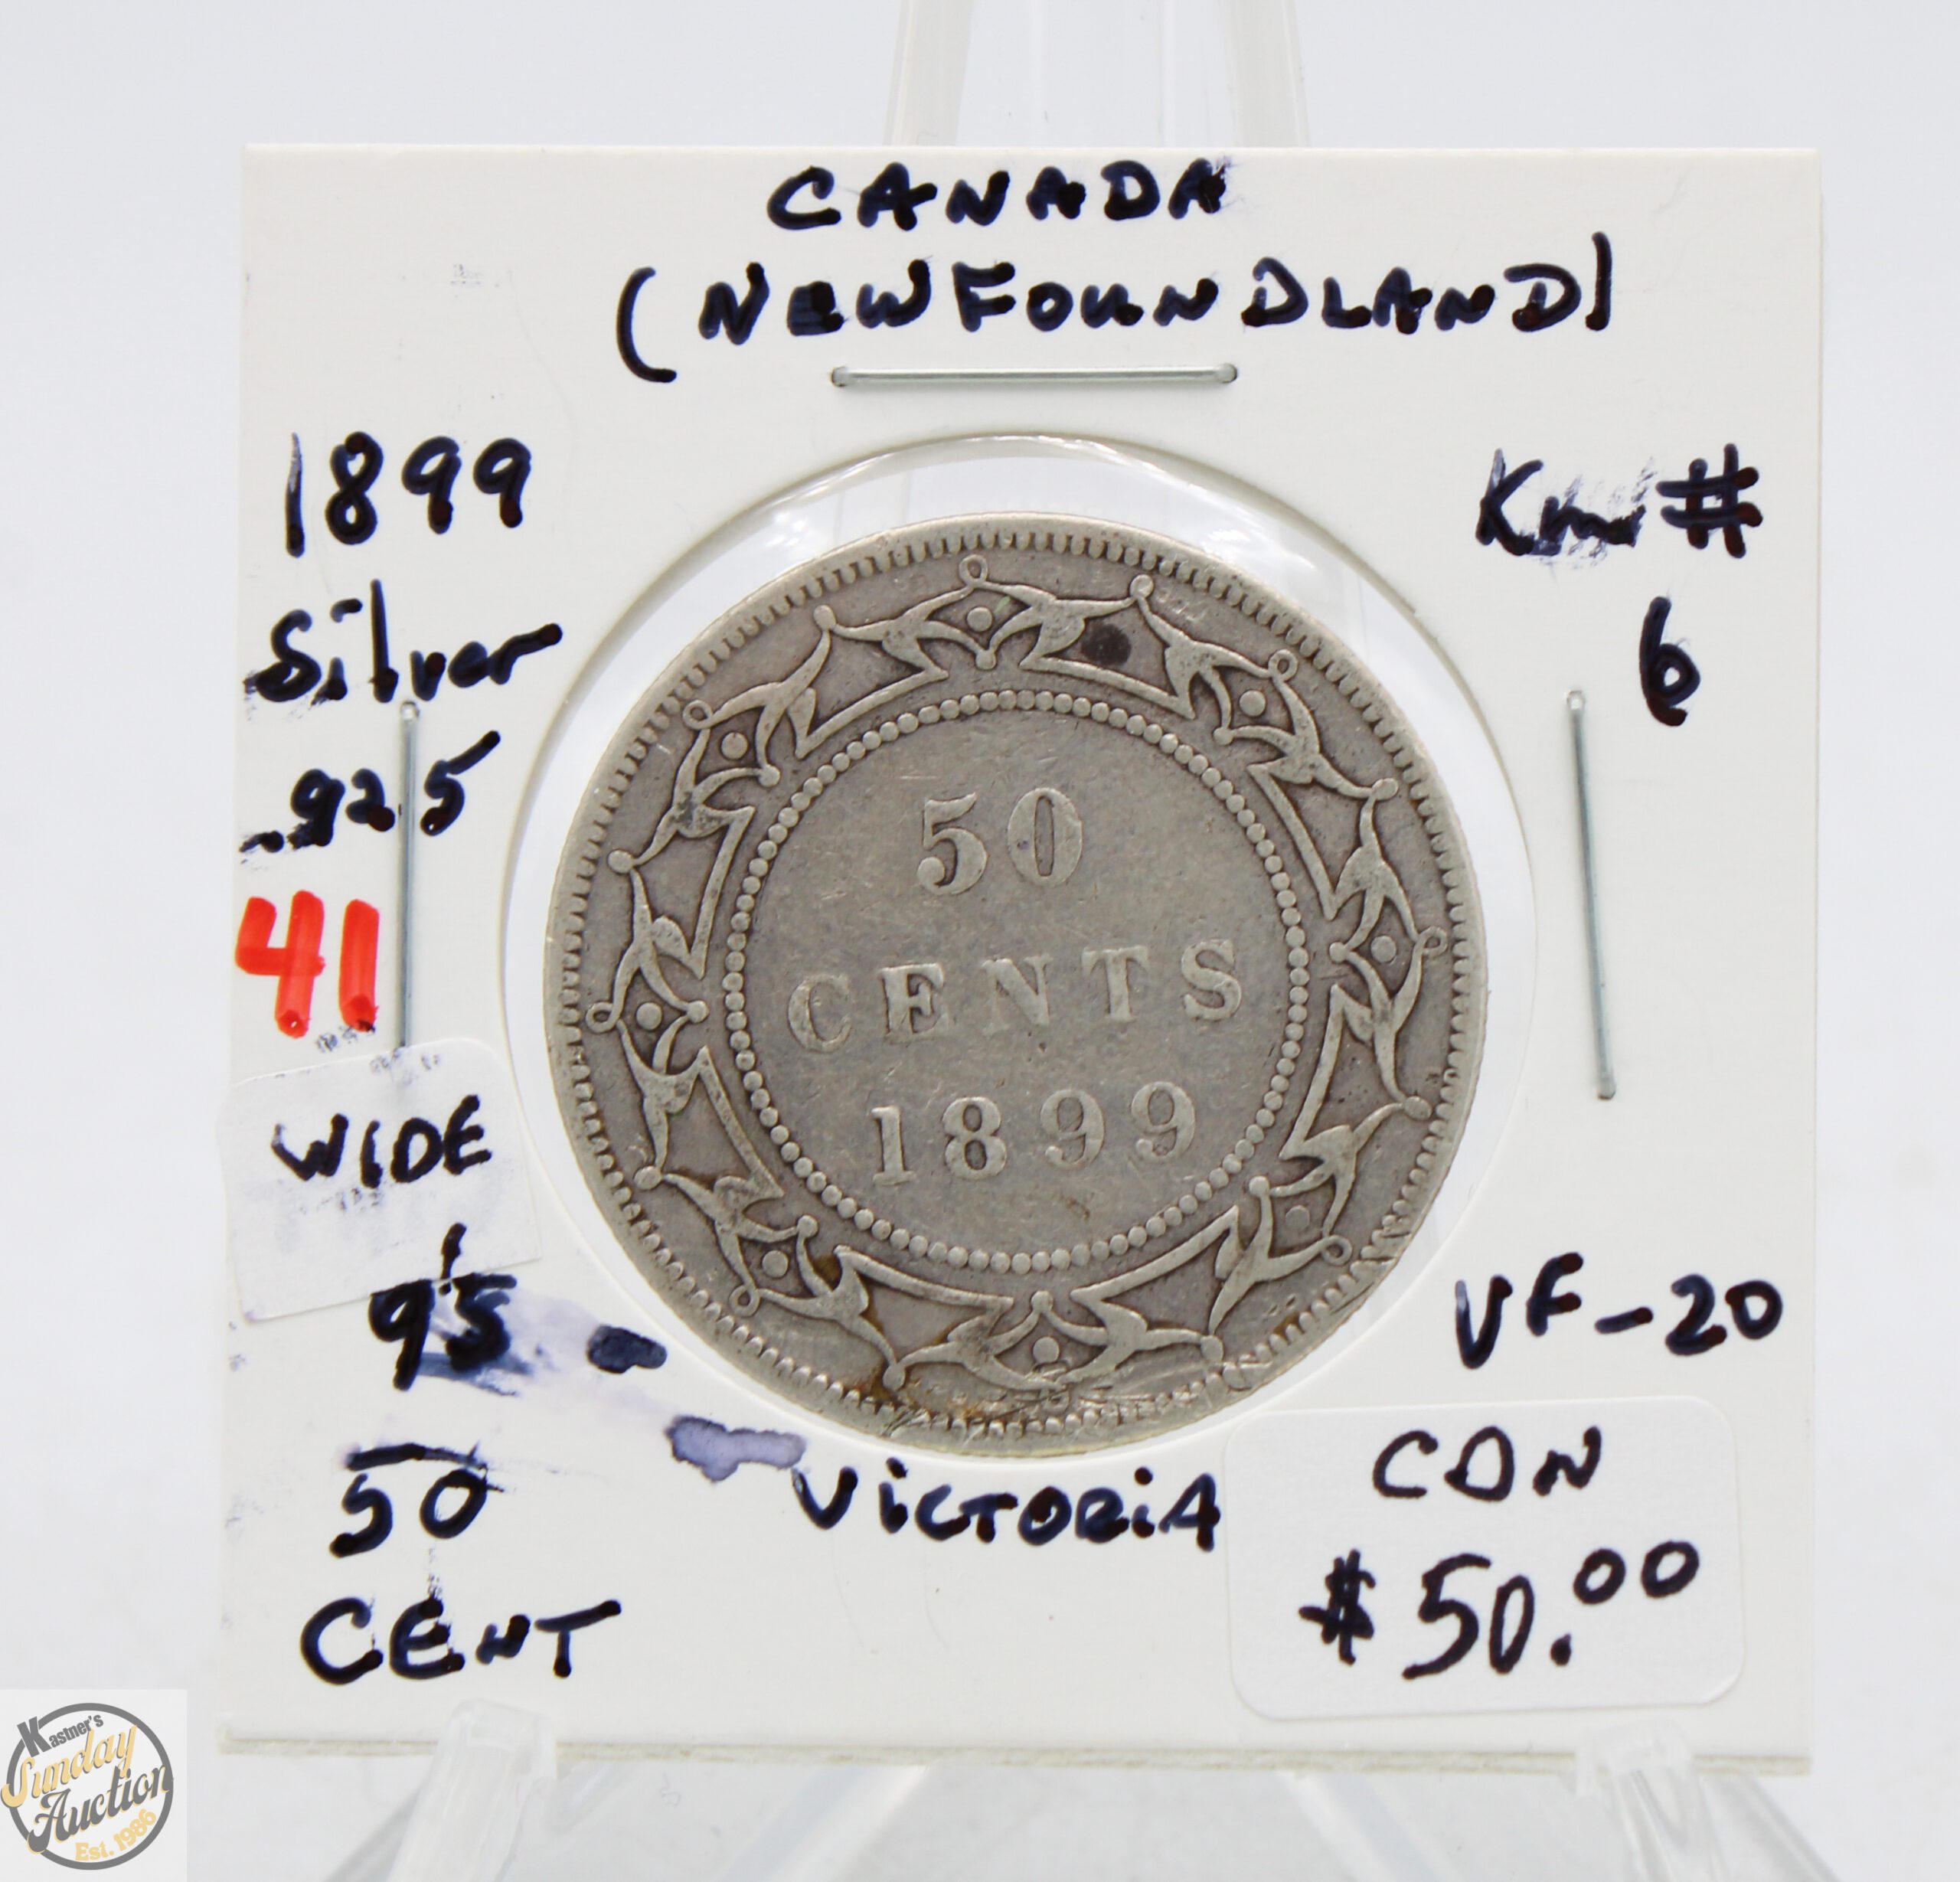 CANADA
(NEWFOUNDLAND)
1899
Silver
.925
41
WIDE
95
50
CENT
Km #
6
50
CENTS
1899
VF-20
VICTORIA
CDN
$50.00
Kastner's
Sunday
Auction
Est. 1986